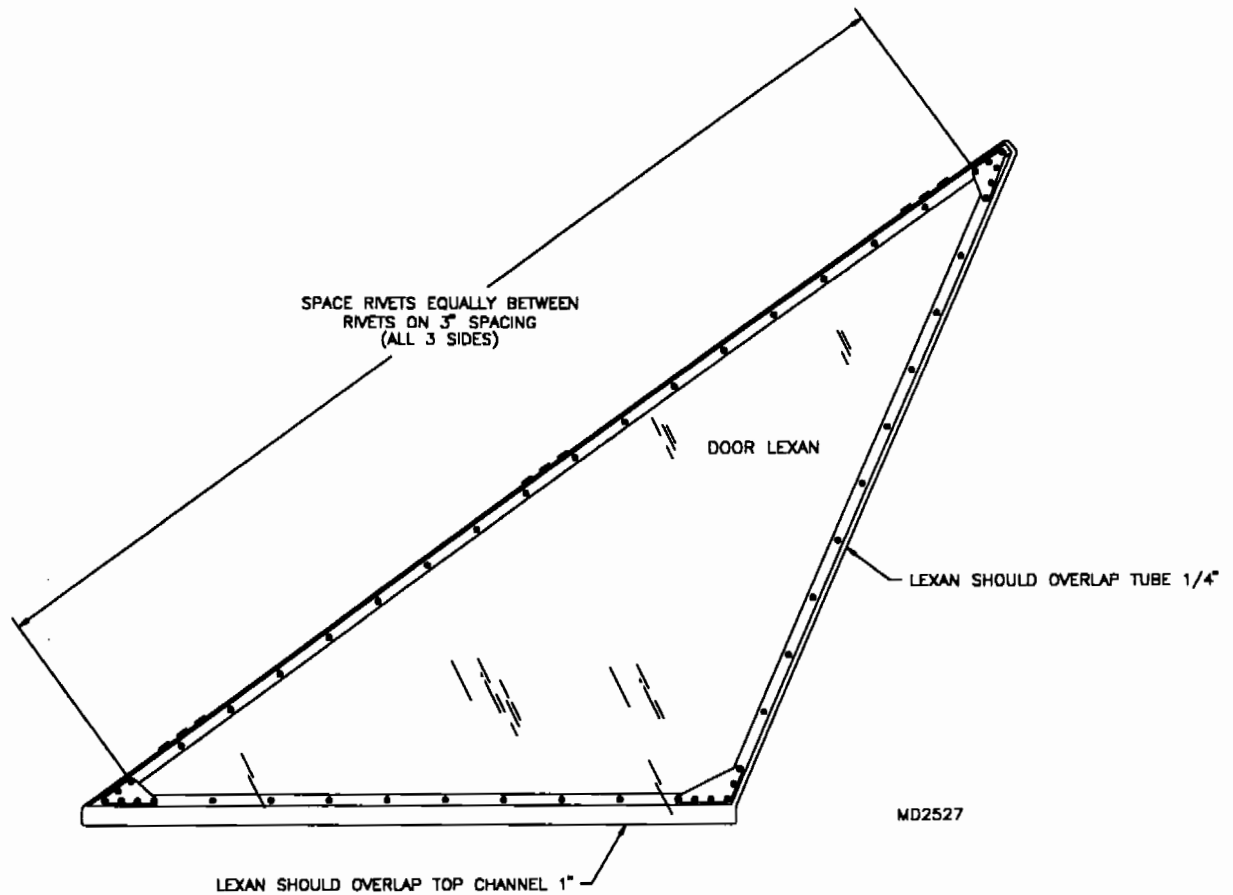 SPACE RIVETS EQUALLY BETWEEN
RIVETS ON 3" SPACING
(ALL 3 SIDES)
DOOR LEXAN
LEXAN SHOULD OVERLAP TUBE 1/4"
MD2527
LEXAN SHOULD OVERLAP TOP CHANNEL 1"